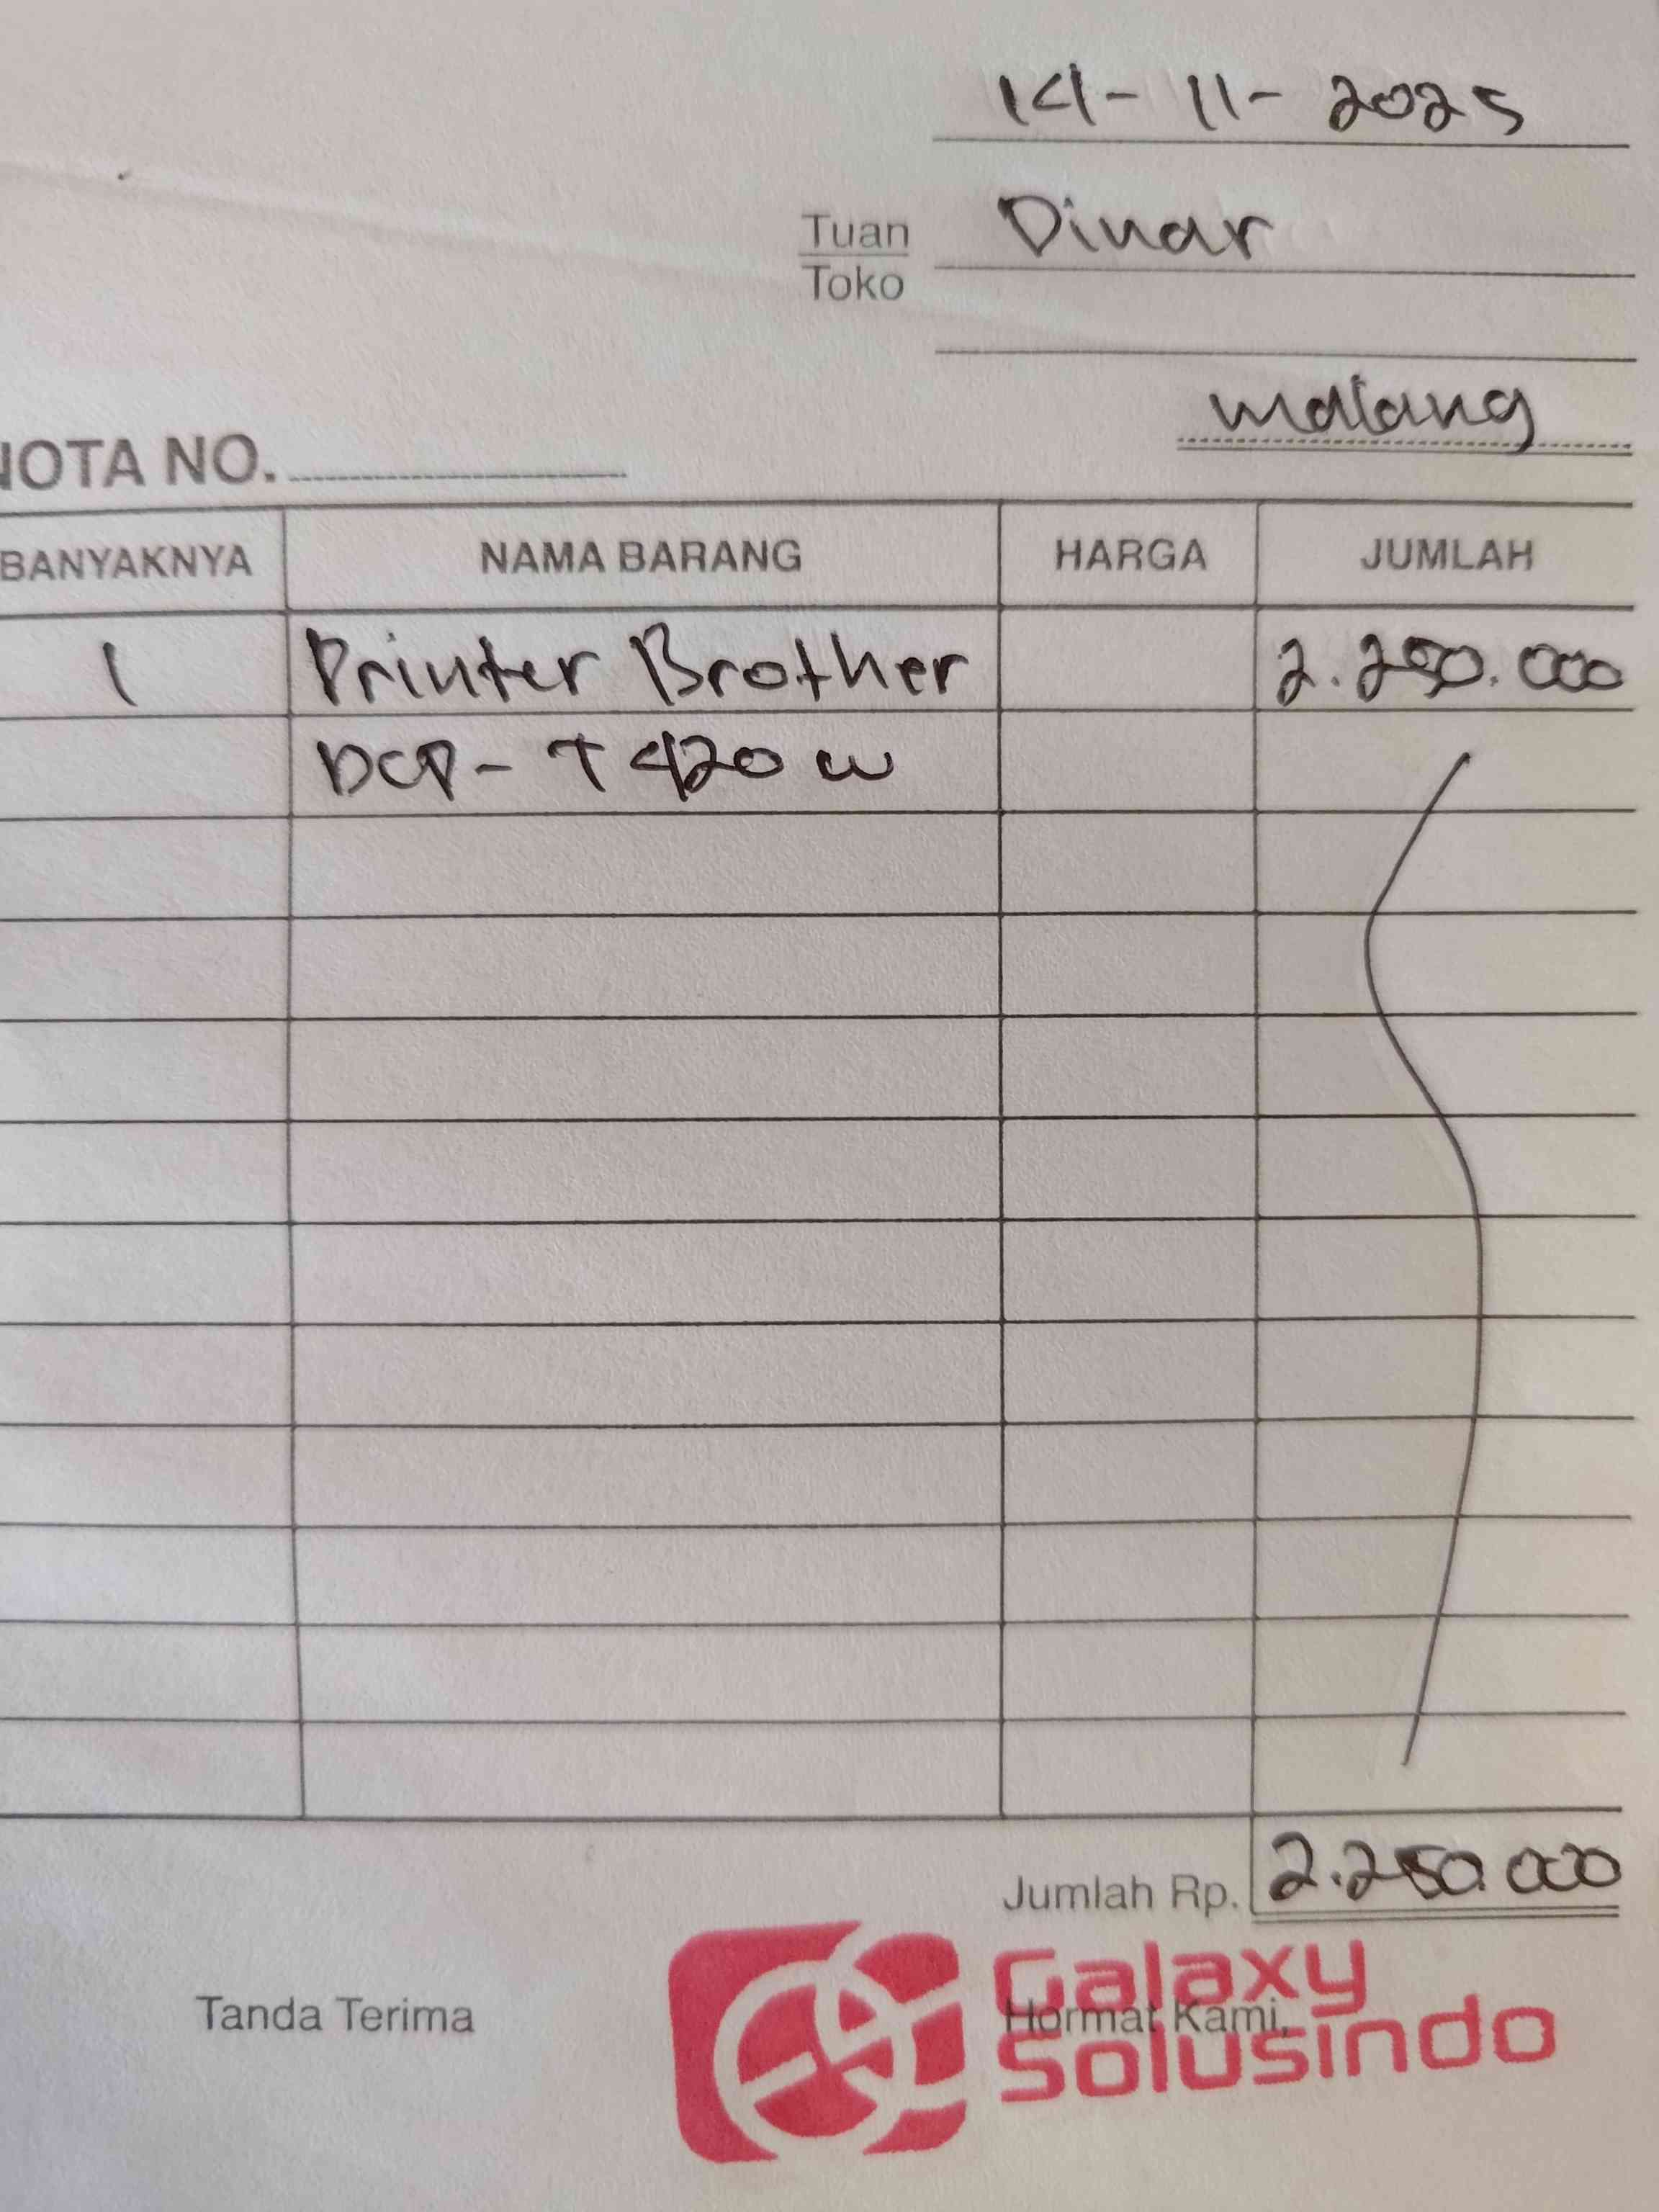 14-11-2025
Tuan Dinar
Toko
Malang
NOTA NO.
BANYAKNYA NAMA BARANG HARGA JUMLAH
1 Printer Brother 2.250.000
DCP-T420W
Jumlah Rp. 2.250.000
Tanda Terima Hormat Kami,
Galaxy
Solusindo